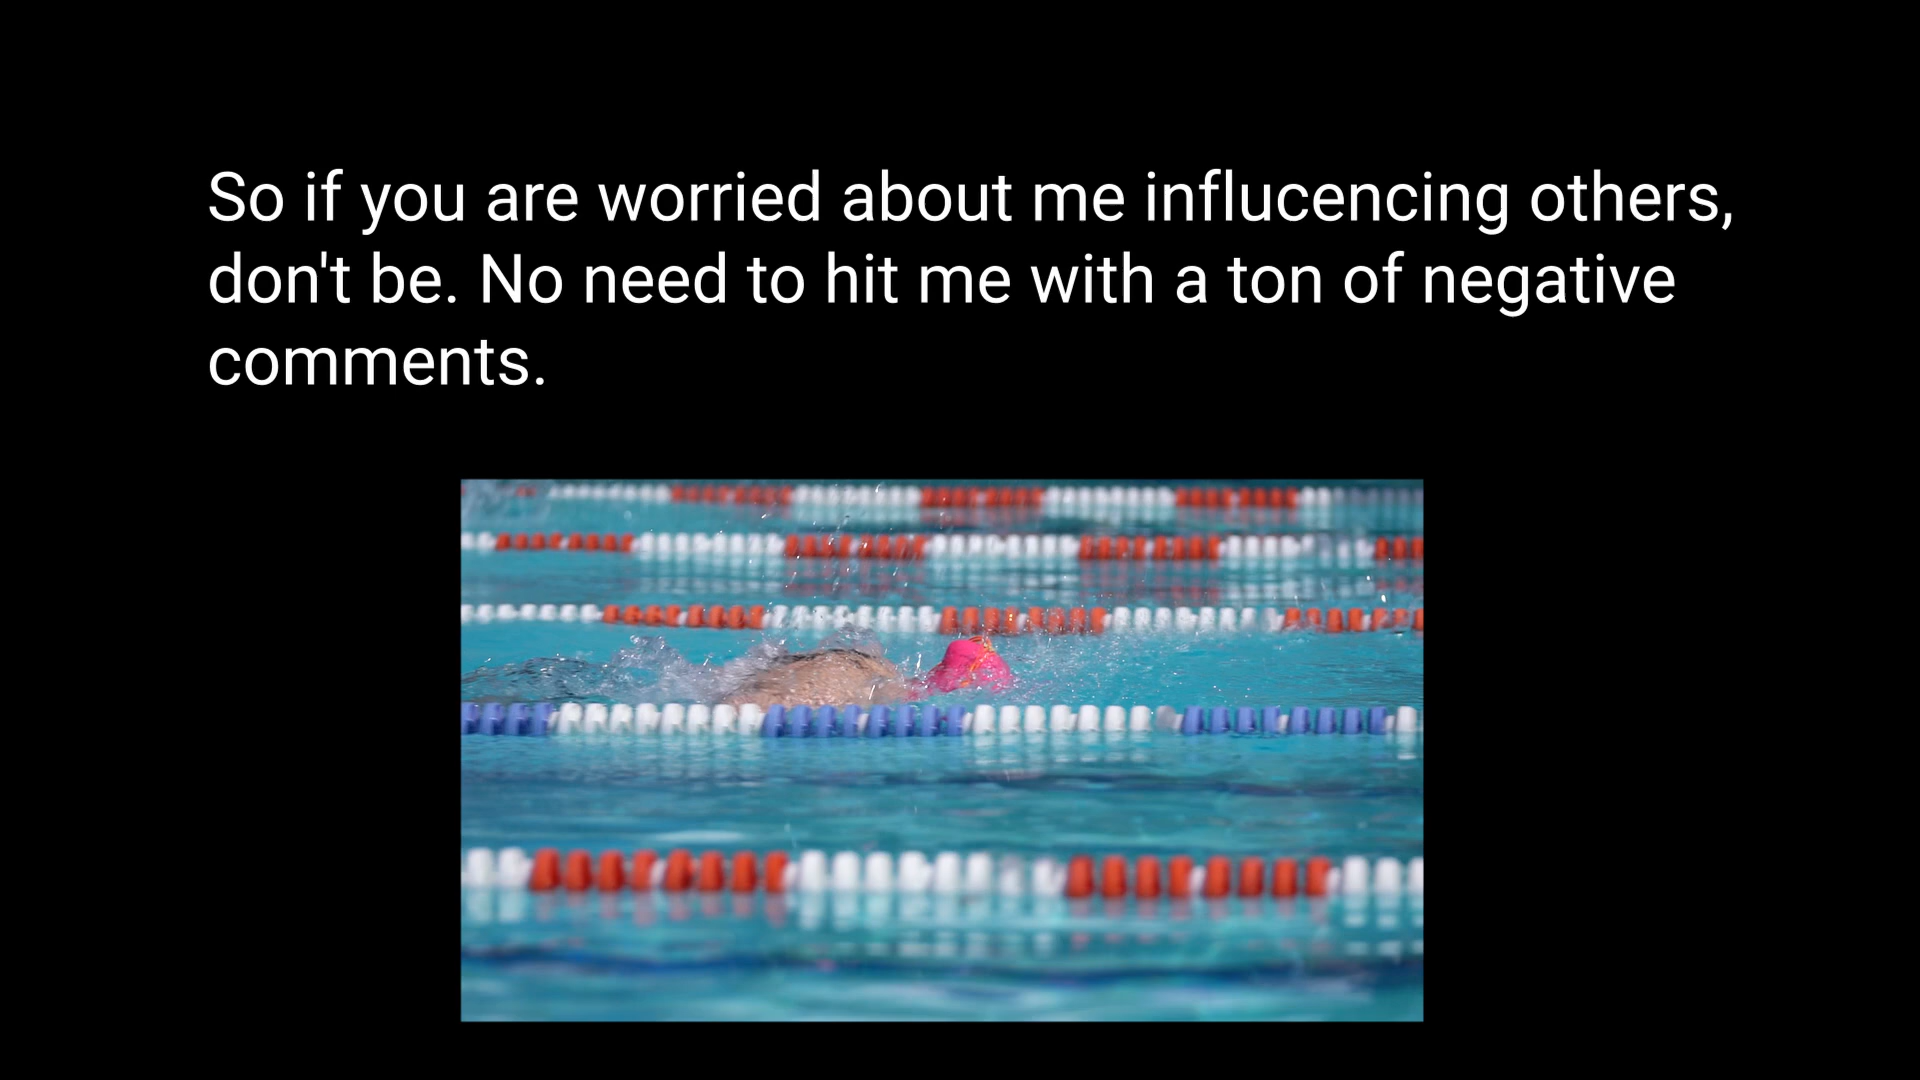 So if you are worried about me influcencing others,
don't be. No need to hit me with a ton of negative
comments.